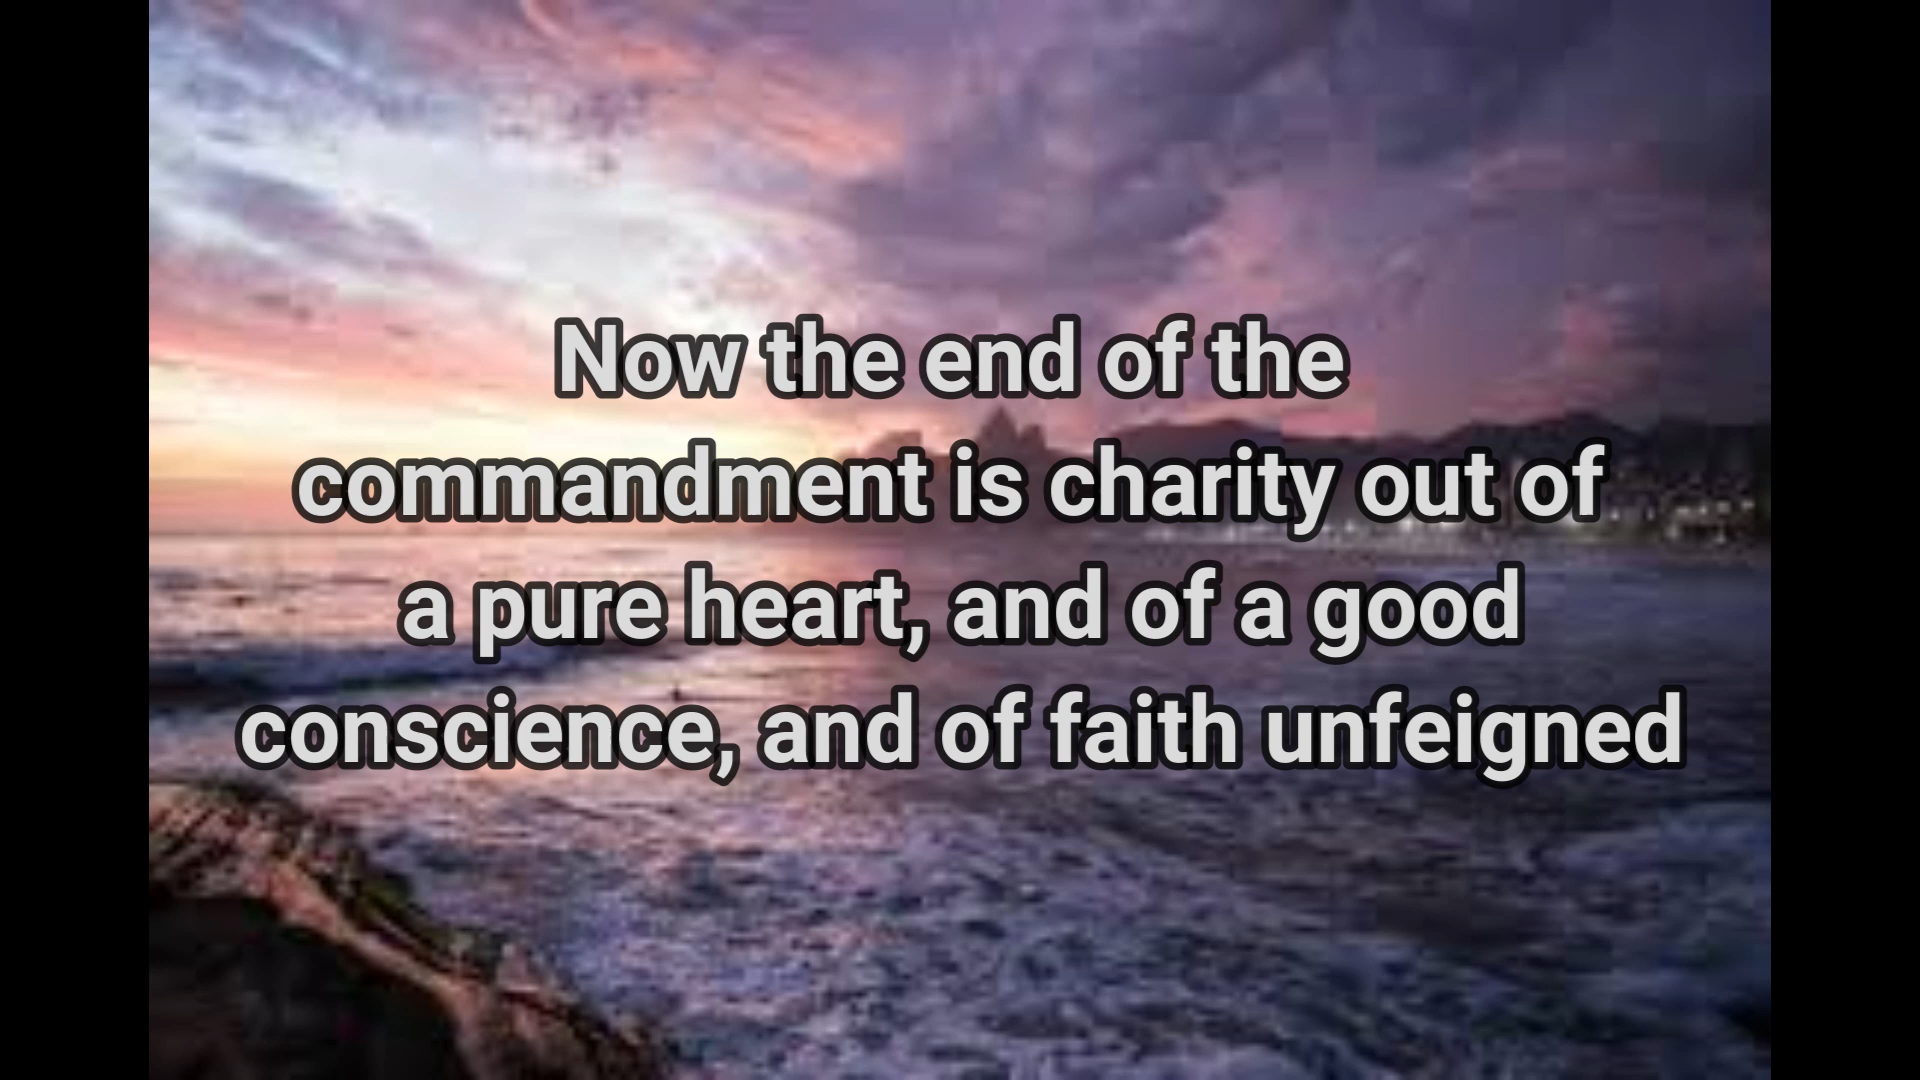 Now the end of the
commandment is charity out of
a pure heart, and of a good
conscience, and of faith unfeigned